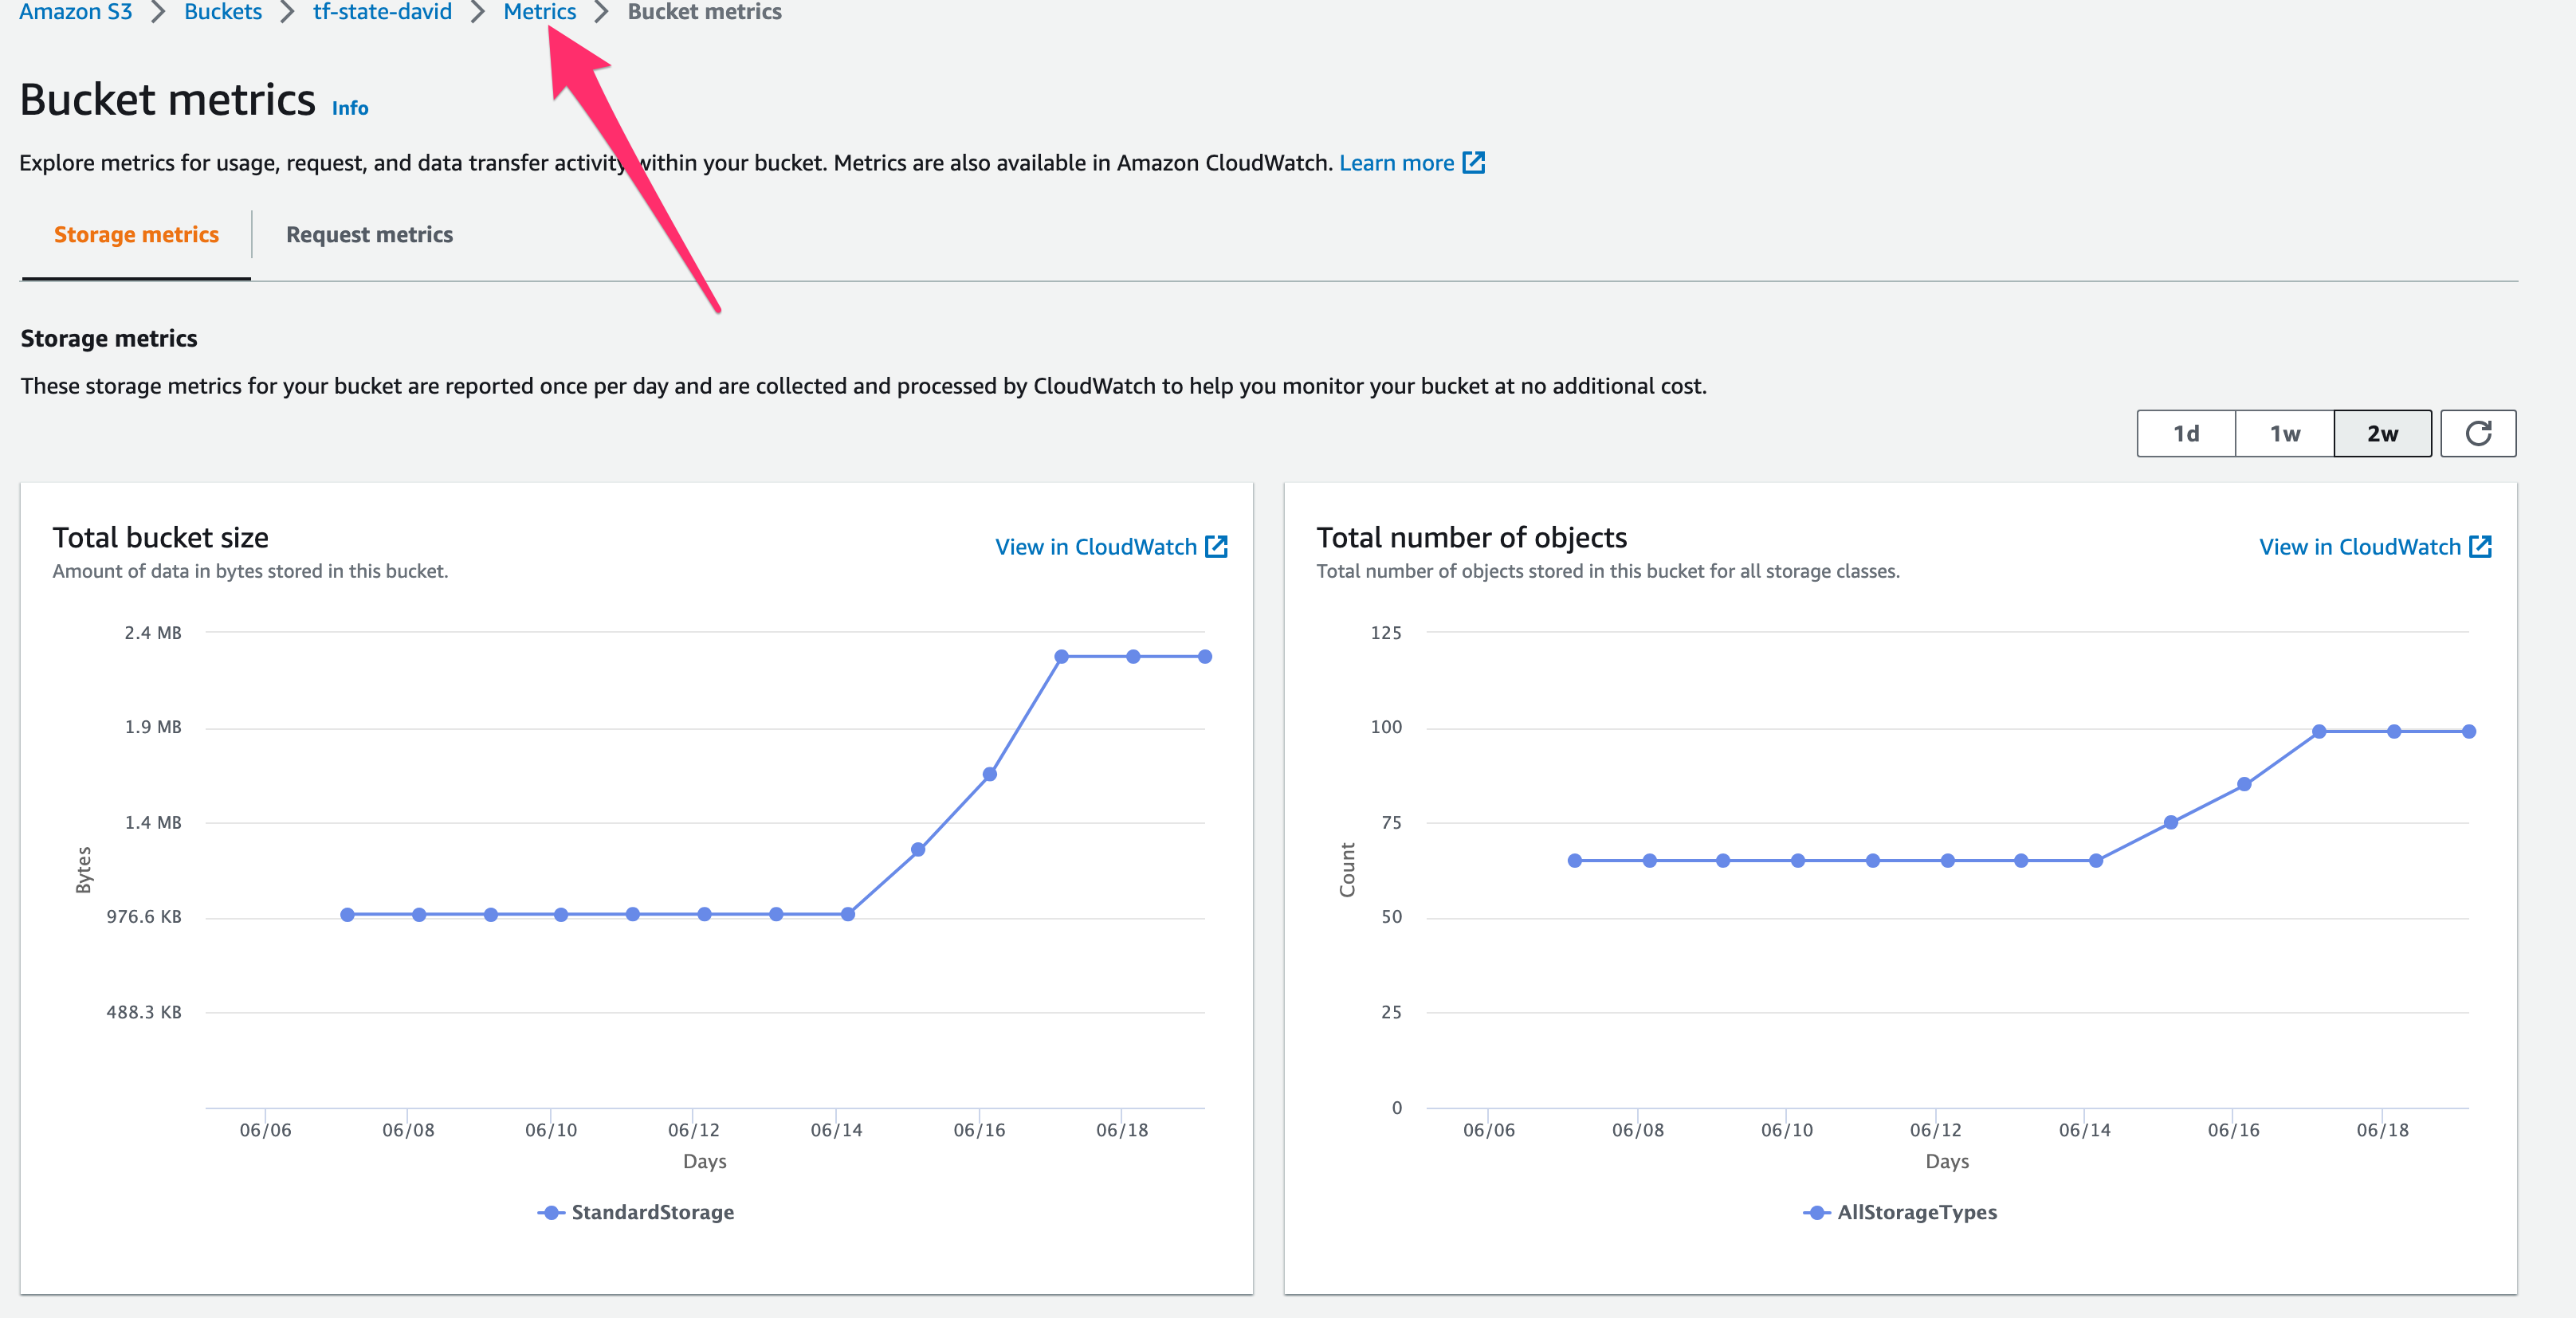 Amazon S3 > Buckets > tf-state-david > Metrics > Bucket metrics
Bucket metrics Info
Explore metrics for usage, request, and data transfer activity within your bucket. Metrics are also available in Amazon CloudWatch. Learn more
Storage metrics Request metrics
Storage metrics
These storage metrics for your bucket are reported once per day and are collected and processed by CloudWatch to help you monitor your bucket at no additional cost.
1d 1w 2w
Total bucket size
View in CloudWatch
Amount of data in bytes stored in this bucket.
2.4 MB
1.9 MB
1.4 MB
976.6 KB
488.3 KB
Bytes
06/06 06/08 06/10 06/12 06/14 06/16 06/18
Days
StandardStorage
Total number of objects
View in CloudWatch
Total number of objects stored in this bucket for all storage classes.
125
100
75
50
25
0
Count
06/06 06/08 06/10 06/12 06/14 06/16 06/18
Days
AllStorageTypes